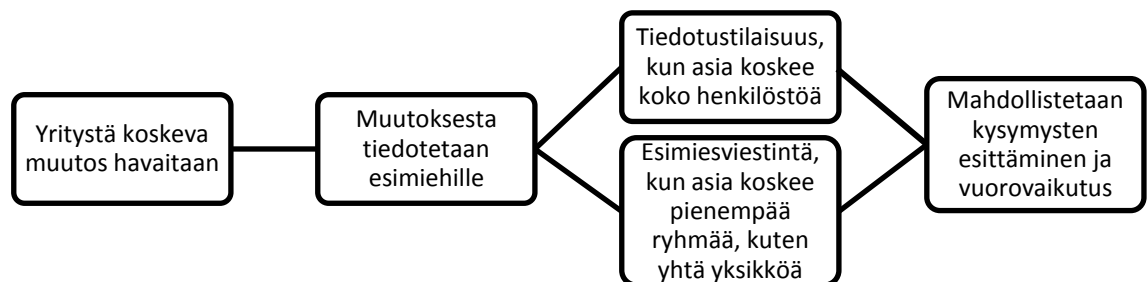 Yritystä koskeva
muutos havaitaan
Muutoksesta
tiedotetaan
esimiehille
Tiedotustilaisuus,
kun asia koskee
koko henkilöstöä
Esimiesviestintä,
kun asia koskee
pienempää
ryhmää, kuten
yhtä yksikköä
Mahdollistetaan
kysymysten
esittäminen ja
vuorovaikutus